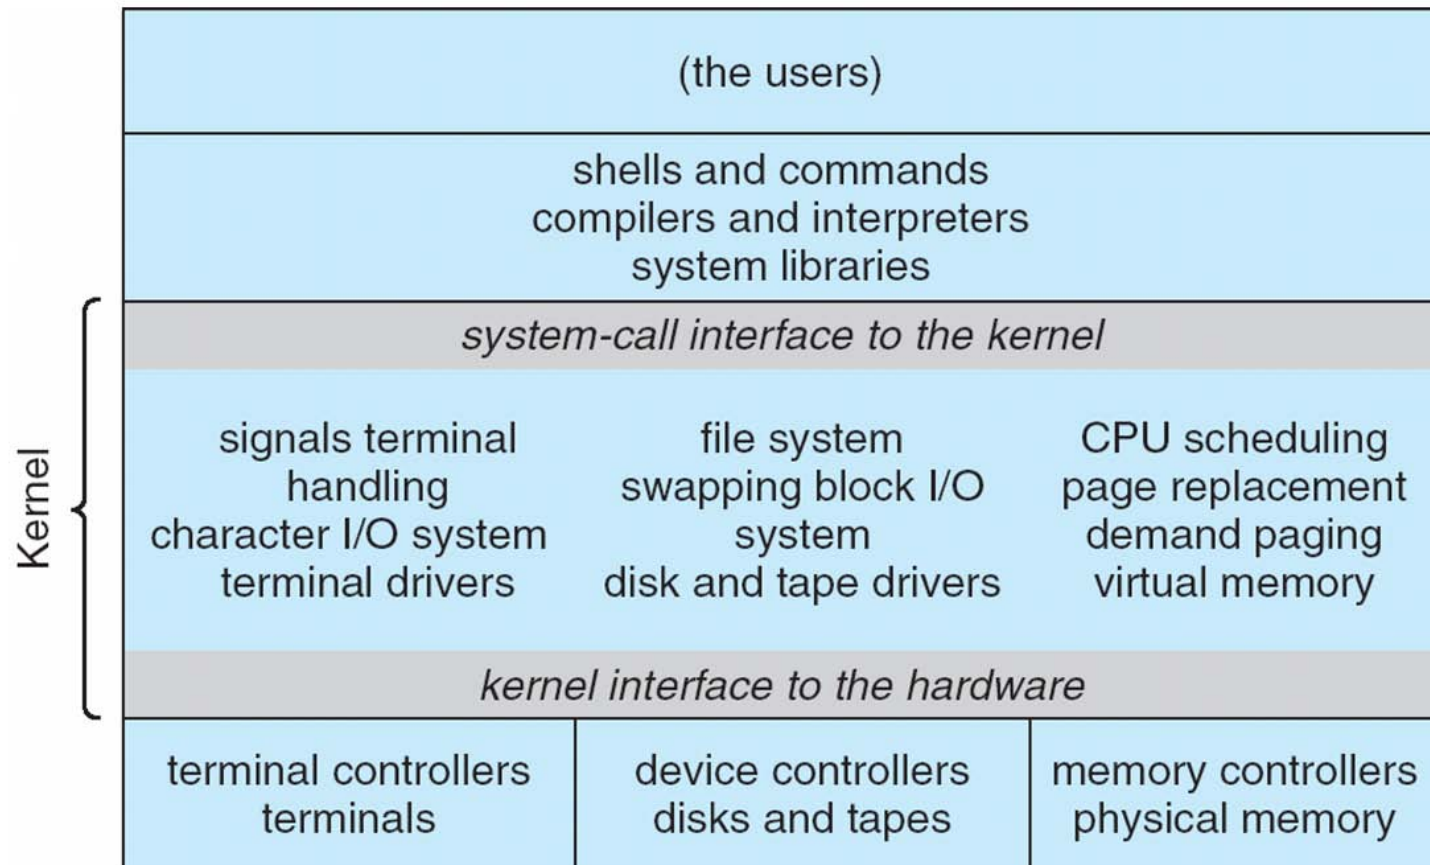 (the users)
shells and commands
compilers and interpreters
system libraries
system-call interface to the kernel
Kernel
signals terminal
handling
character I/O system
terminal drivers
file system
swapping block I/O
system
disk and tape drivers
CPU scheduling
page replacement
demand paging
virtual memory
kernel interface to the hardware
terminal controllers
terminals
device controllers
disks and tapes
memory controllers
physical memory